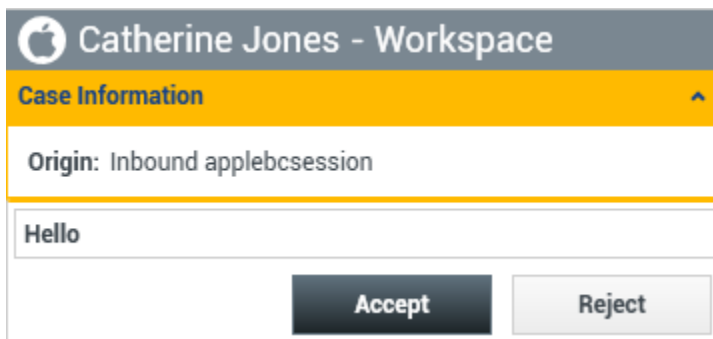 Catherine Jones - Workspace
Case Information
Origin: Inbound applebcsession
Hello
Accept Reject